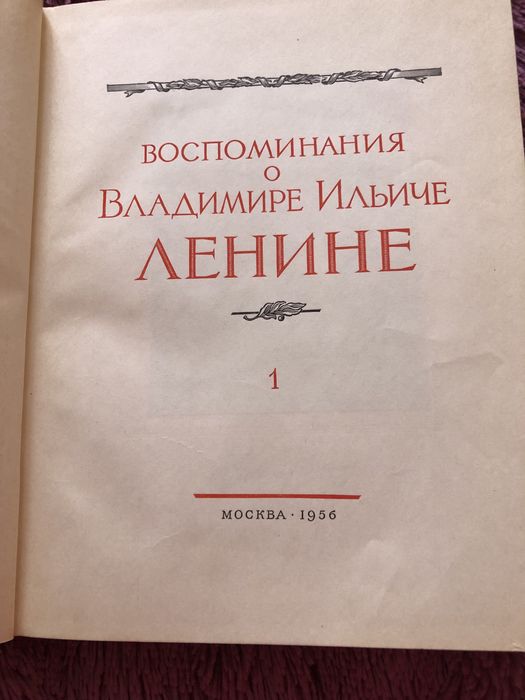 ВОСПОМИНАНИЯ
О
ВЛАДИМИРЕ ИЛЬИЧЕ
ЛЕНИНЕ
1
МОСКВА · 1956